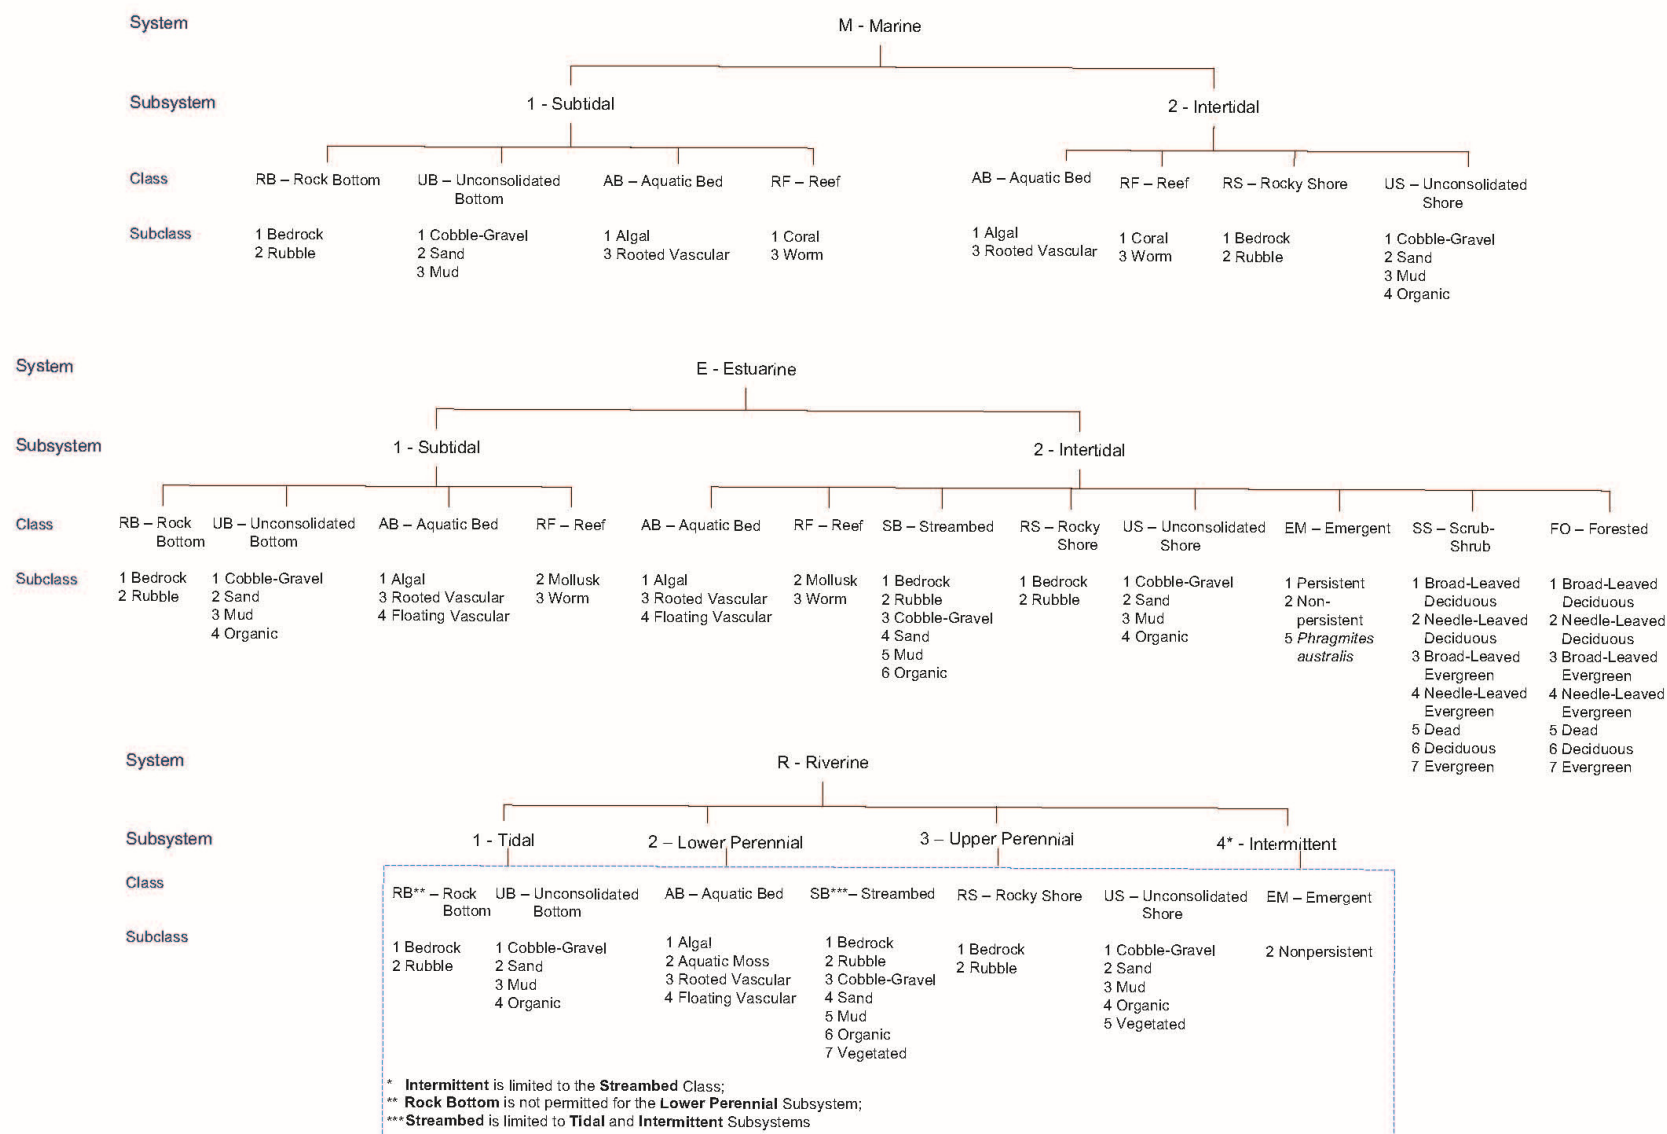 System
M - Marine
Subsystem
1 - Subtidal
2 - Intertidal
Class
RB – Rock Bottom
UB – Unconsolidated
Bottom
AB – Aquatic Bed
RF – Reef
AB – Aquatic Bed
RF – Reef
RS – Rocky Shore
US – Unconsolidated
Shore
Subclass
1 Bedrock
2 Rubble
1 Cobble-Gravel
2 Sand
3 Mud
1 Algal
3 Rooted Vascular
1 Coral
3 Worm
1 Algal
3 Rooted Vascular
1 Coral
3 Worm
1 Bedrock
2 Rubble
1 Cobble-Gravel
2 Sand
3 Mud
4 Organic
System
E - Estuarine
Subsystem
1 - Subtidal
2 - Intertidal
Class
RB – Rock
Bottom
UB – Unconsolidated
Bottom
AB – Aquatic Bed
RF – Reef
AB – Aquatic Bed
RF – Reef
SB – Streambed
RS – Rocky
Shore
US – Unconsolidated
Shore
EM – Emergent
SS – Scrub-
Shrub
FO – Forested
Subclass
1 Bedrock
2 Rubble
1 Cobble-Gravel
2 Sand
3 Mud
4 Organic
1 Algal
3 Rooted Vascular
4 Floating Vascular
2 Mollusk
3 Worm
1 Algal
3 Rooted Vascular
4 Floating Vascular
2 Mollusk
3 Worm
1 Bedrock
2 Rubble
3 Cobble-Gravel
4 Sand
5 Mud
6 Organic
1 Bedrock
2 Rubble
1 Cobble-Gravel
2 Sand
3 Mud
4 Organic
1 Persistent
2 Non-
persistent
5 Phragmites
australis
1 Broad-Leaved
Deciduous
2 Needle-Leaved
Deciduous
3 Broad-Leaved
Evergreen
4 Needle-Leaved
Evergreen
5 Dead
6 Deciduous
7 Evergreen
1 Broad-Leaved
Deciduous
2 Needle-Leaved
Deciduous
3 Broad-Leaved
Evergreen
4 Needle-Leaved
Evergreen
5 Dead
6 Deciduous
7 Evergreen
System
R - Riverine
Subsystem
1 - Tidal
2 – Lower Perennial
3 – Upper Perennial
4* - Intermittent
Class
RB** – Rock
Bottom
UB – Unconsolidated
Bottom
AB – Aquatic Bed
SB***– Streambed
RS – Rocky Shore
US – Unconsolidated
Shore
EM – Emergent
Subclass
1 Bedrock
2 Rubble
1 Cobble-Gravel
2 Sand
3 Mud
4 Organic
1 Algal
2 Aquatic Moss
3 Rooted Vascular
4 Floating Vascular
1 Bedrock
2 Rubble
3 Cobble-Gravel
4 Sand
5 Mud
6 Organic
7 Vegetated
1 Bedrock
2 Rubble
1 Cobble-Gravel
2 Sand
3 Mud
4 Organic
5 Vegetated
2 Nonpersistent
* Intermittent is limited to the Streambed Class;
** Rock Bottom is not permitted for the Lower Perennial Subsystem;
***Streambed is limited to Tidal and Intermittent Subsystems